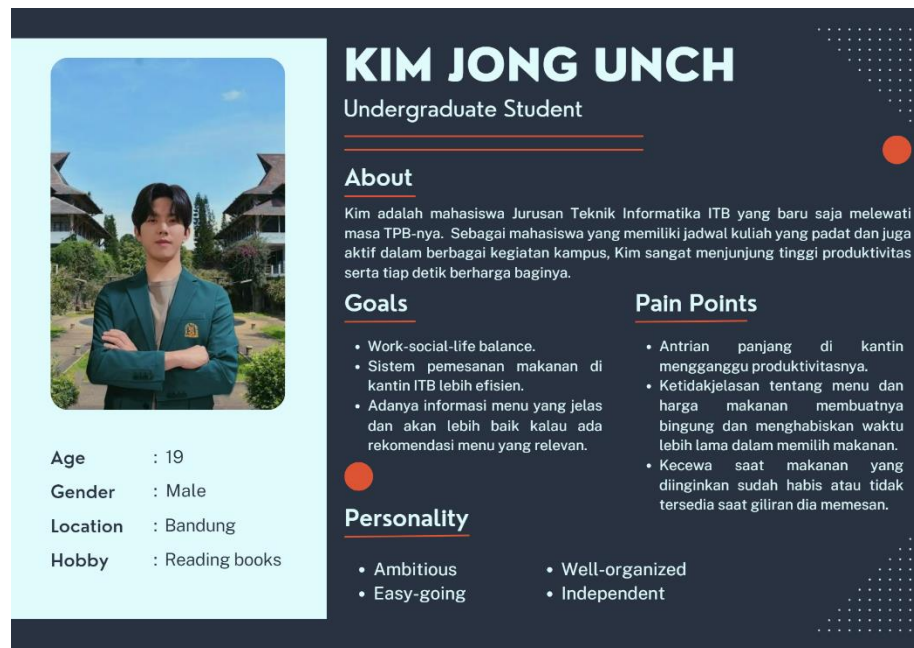 KIM JONG UNCH
Undergraduate Student
About
Kim adalah mahasiswa Jurusan Teknik Informatika ITB yang baru saja melewati
masa TPB-nya. Sebagai mahasiswa yang memiliki jadwal kuliah yang padat dan juga
aktif dalam berbagai kegiatan kampus, Kim sangat menjunjung tinggi produktivitas
serta tiap detik berharga baginya.
Goals
• Work-social-life balance.
• Sistem pemesanan makanan di
kantin ITB lebih efisien.
• Adanya informasi menu yang jelas
dan akan lebih baik kalau ada
rekomendasi menu yang relevan.
Pain Points
• Antrian panjang di kantin
mengganggu produktivitasnya.
• Ketidakjelasan tentang menu dan
harga makanan membuatnya
bingung dan menghabiskan waktu
lebih lama dalam memilih makanan.
• Kecewa saat makanan yang
diinginkan sudah habis atau tidak
tersedia saat giliran dia memesan.
Personality
• Ambitious
• Easy-going
• Well-organized
• Independent
Age : 19
Gender : Male
Location : Bandung
Hobby : Reading books